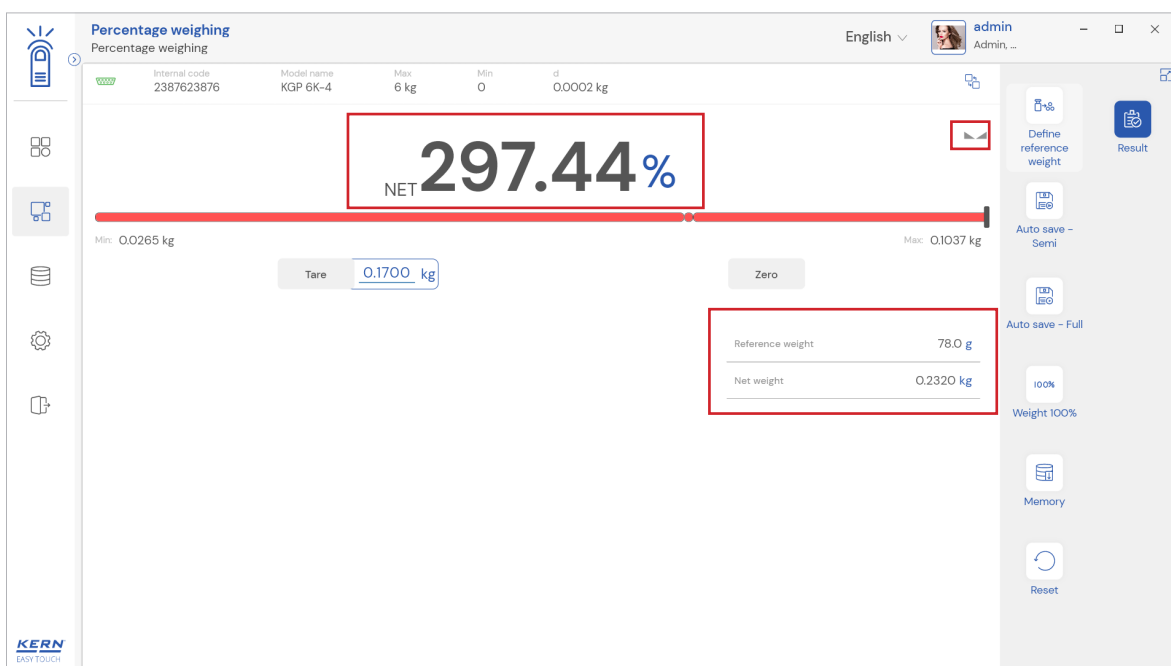 Percentage weighing
Percentage weighing
English
admin
Admin, ...
Internal code
2387623876
Model name
KGP 6K-4
Max
6 kg
Min
0
d
0.0002 kg
NET 297.44 %
Min: 0.0265 kg
Max: 0.1037 kg
Tare
0.1700 kg
Zero
Reference weight 78.0 g
Net weight 0.2320 kg
Define
reference
weight
Result
Auto save -
Semi
Auto save - Full
100%
Weight 100%
Memory
Reset
KERN
EASY TOUCH